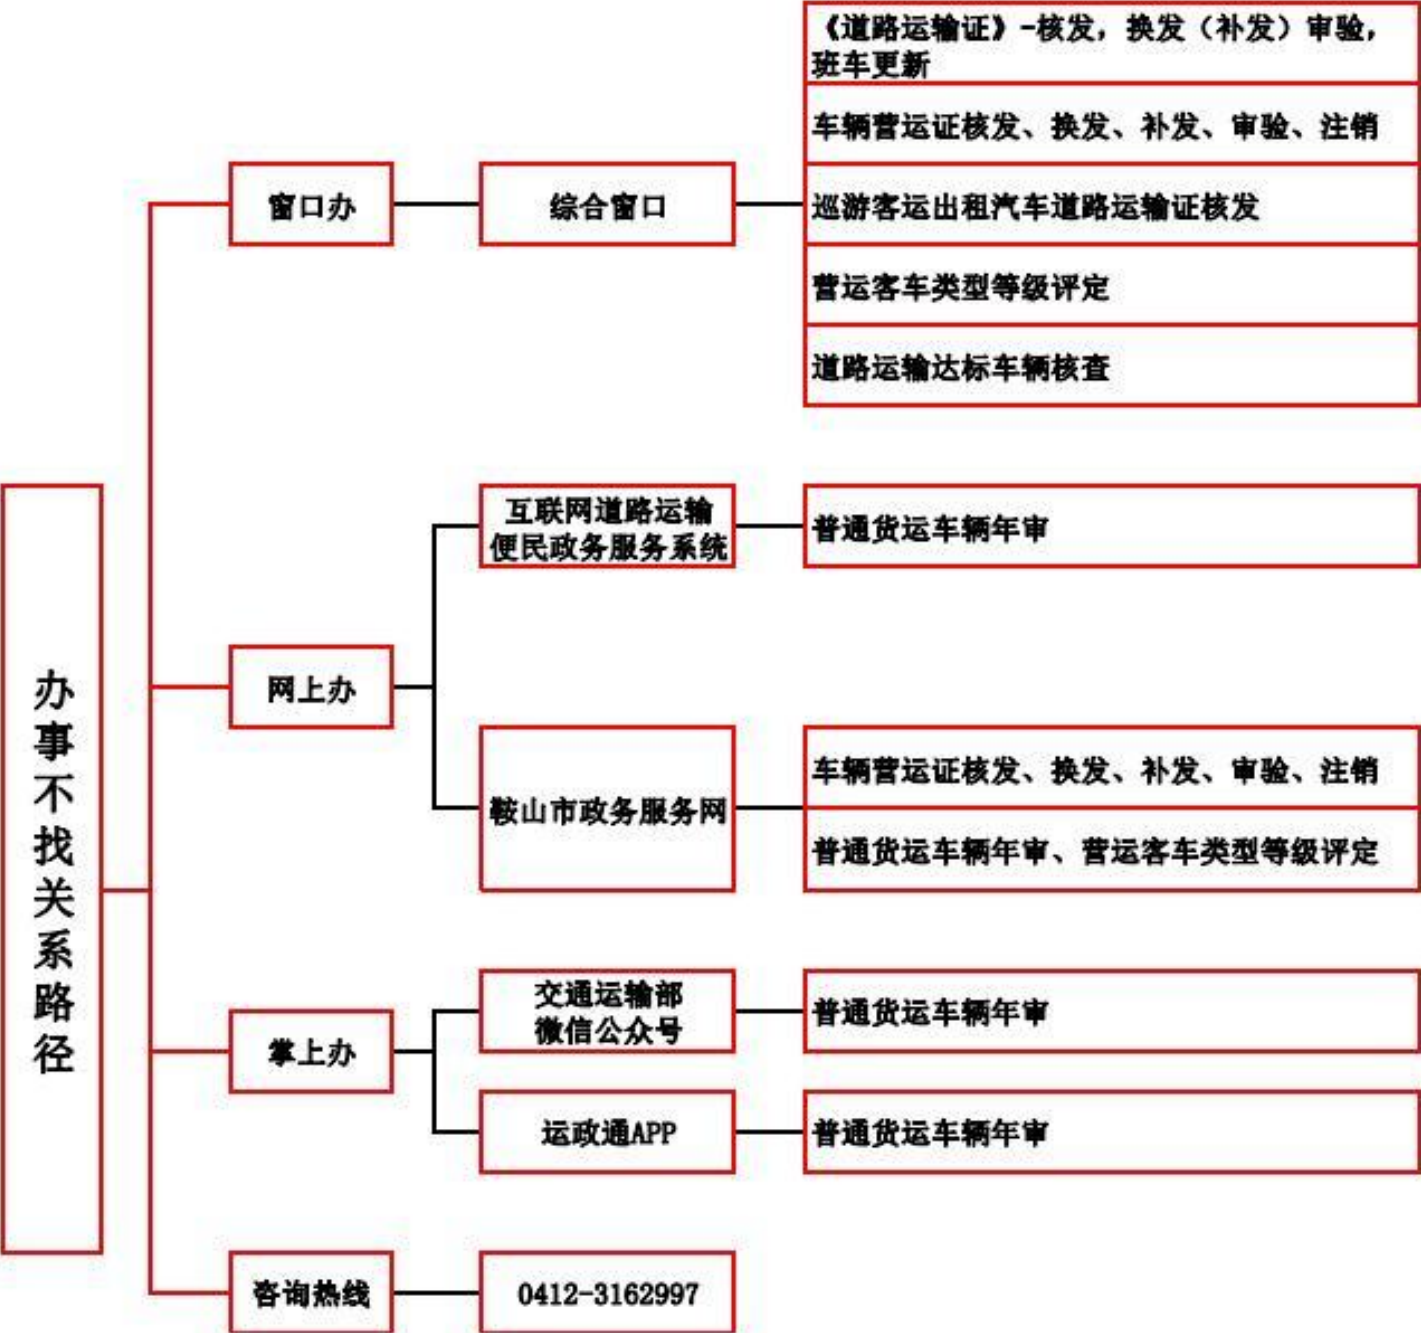 办事不找关系路径
窗口办
综合窗口
《道路运输证》-核发，换发（补发）审验，
班车更新
车辆营运证核发、换发、补发、审验、注销
巡游客运出租汽车道路运输证核发
营运客车类型等级评定
道路运输达标车辆核查
网上办
互联网道路运输
便民政务服务系统
普通货运车辆年审
鞍山市政务服务网
车辆营运证核发、换发、补发、审验、注销
普通货运车辆年审、营运客车类型等级评定
掌上办
交通运输部
微信公众号
普通货运车辆年审
运政通APP
普通货运车辆年审
咨询热线
0412-3162997